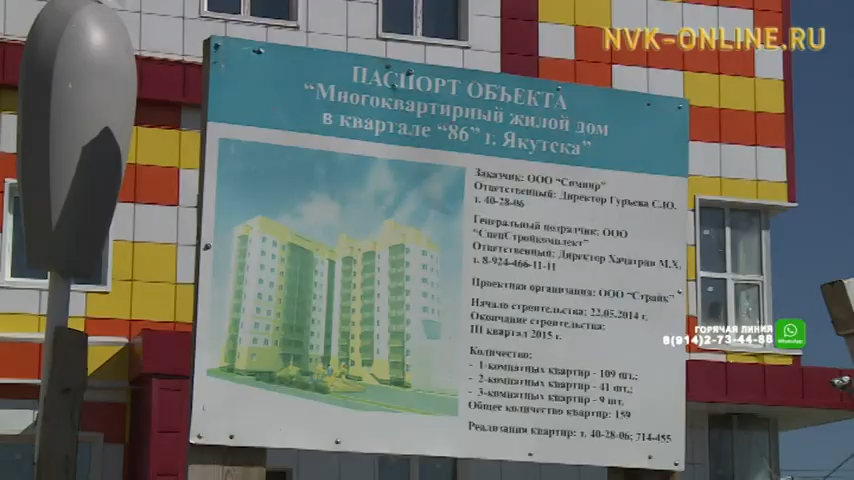 NVK-ONLINE.RU
ПАСПОРТ ОБЪЕКТА
“Многоквартирный жилой дом
в квартале “86” г. Якутска”
Заказчик: ООО “Симиир”
Ответственный: Директор Гурьева С.Ю.
т. 40-28-06
Генеральный подрядчик: ООО
“СпецСтройкомплект”
Ответственный: Директор Хачатрян М.Х.
т. 8-924-466-11-11
Проектная организация: ООО “Страйк”
Начало строительства: 22.05.2014 г.
Окончание строительства:
III квартал 2015 г.
Количество:
- 1-комнатных квартир - 109 шт.;
- 2-комнатных квартир - 41 шт.;
- 3-комнатных квартир - 9 шт.
Общее количество квартир: 159
Реализация квартир: т. 40-28-06; 714-455
ГОРЯЧАЯ ЛИНИЯ
8(914)2-73-44-88
WhatsApp